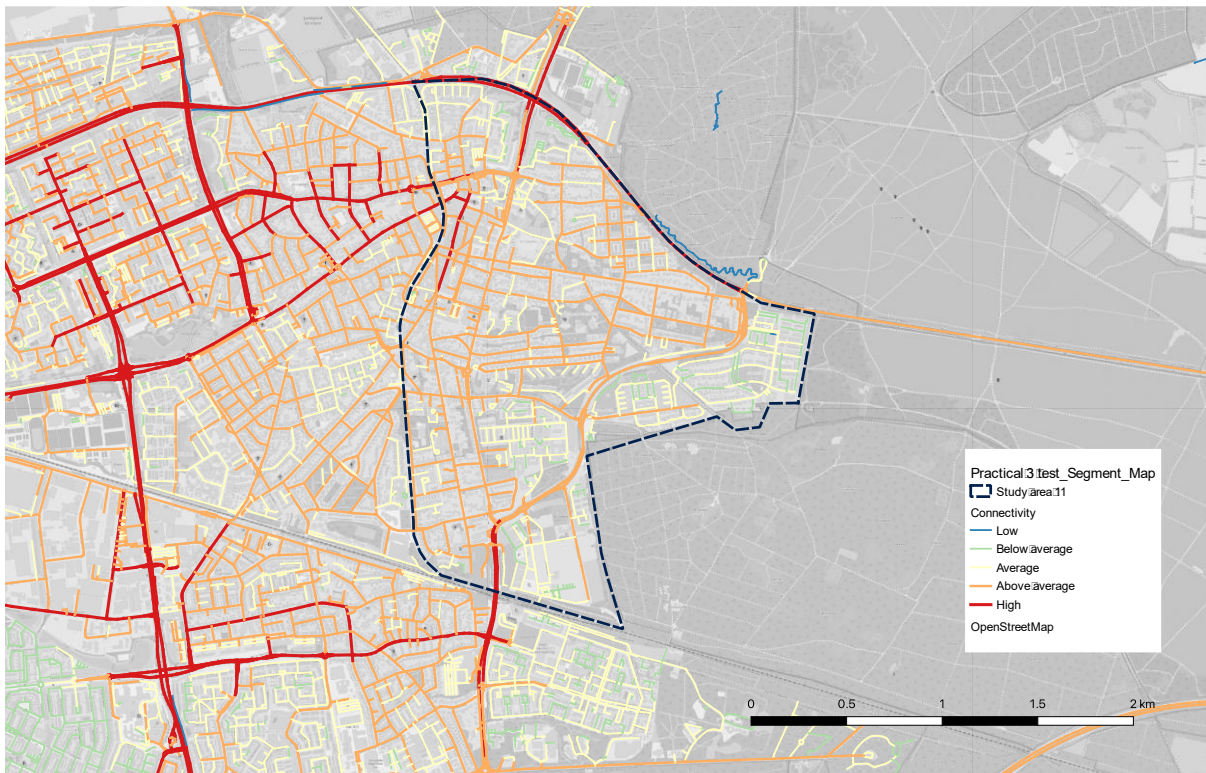 Practical 3 test_Segment_Map
Study area 11
Connectivity
Low
Below average
Average
Above average
High
OpenStreetMap
0 0.5 1 1.5 2 km